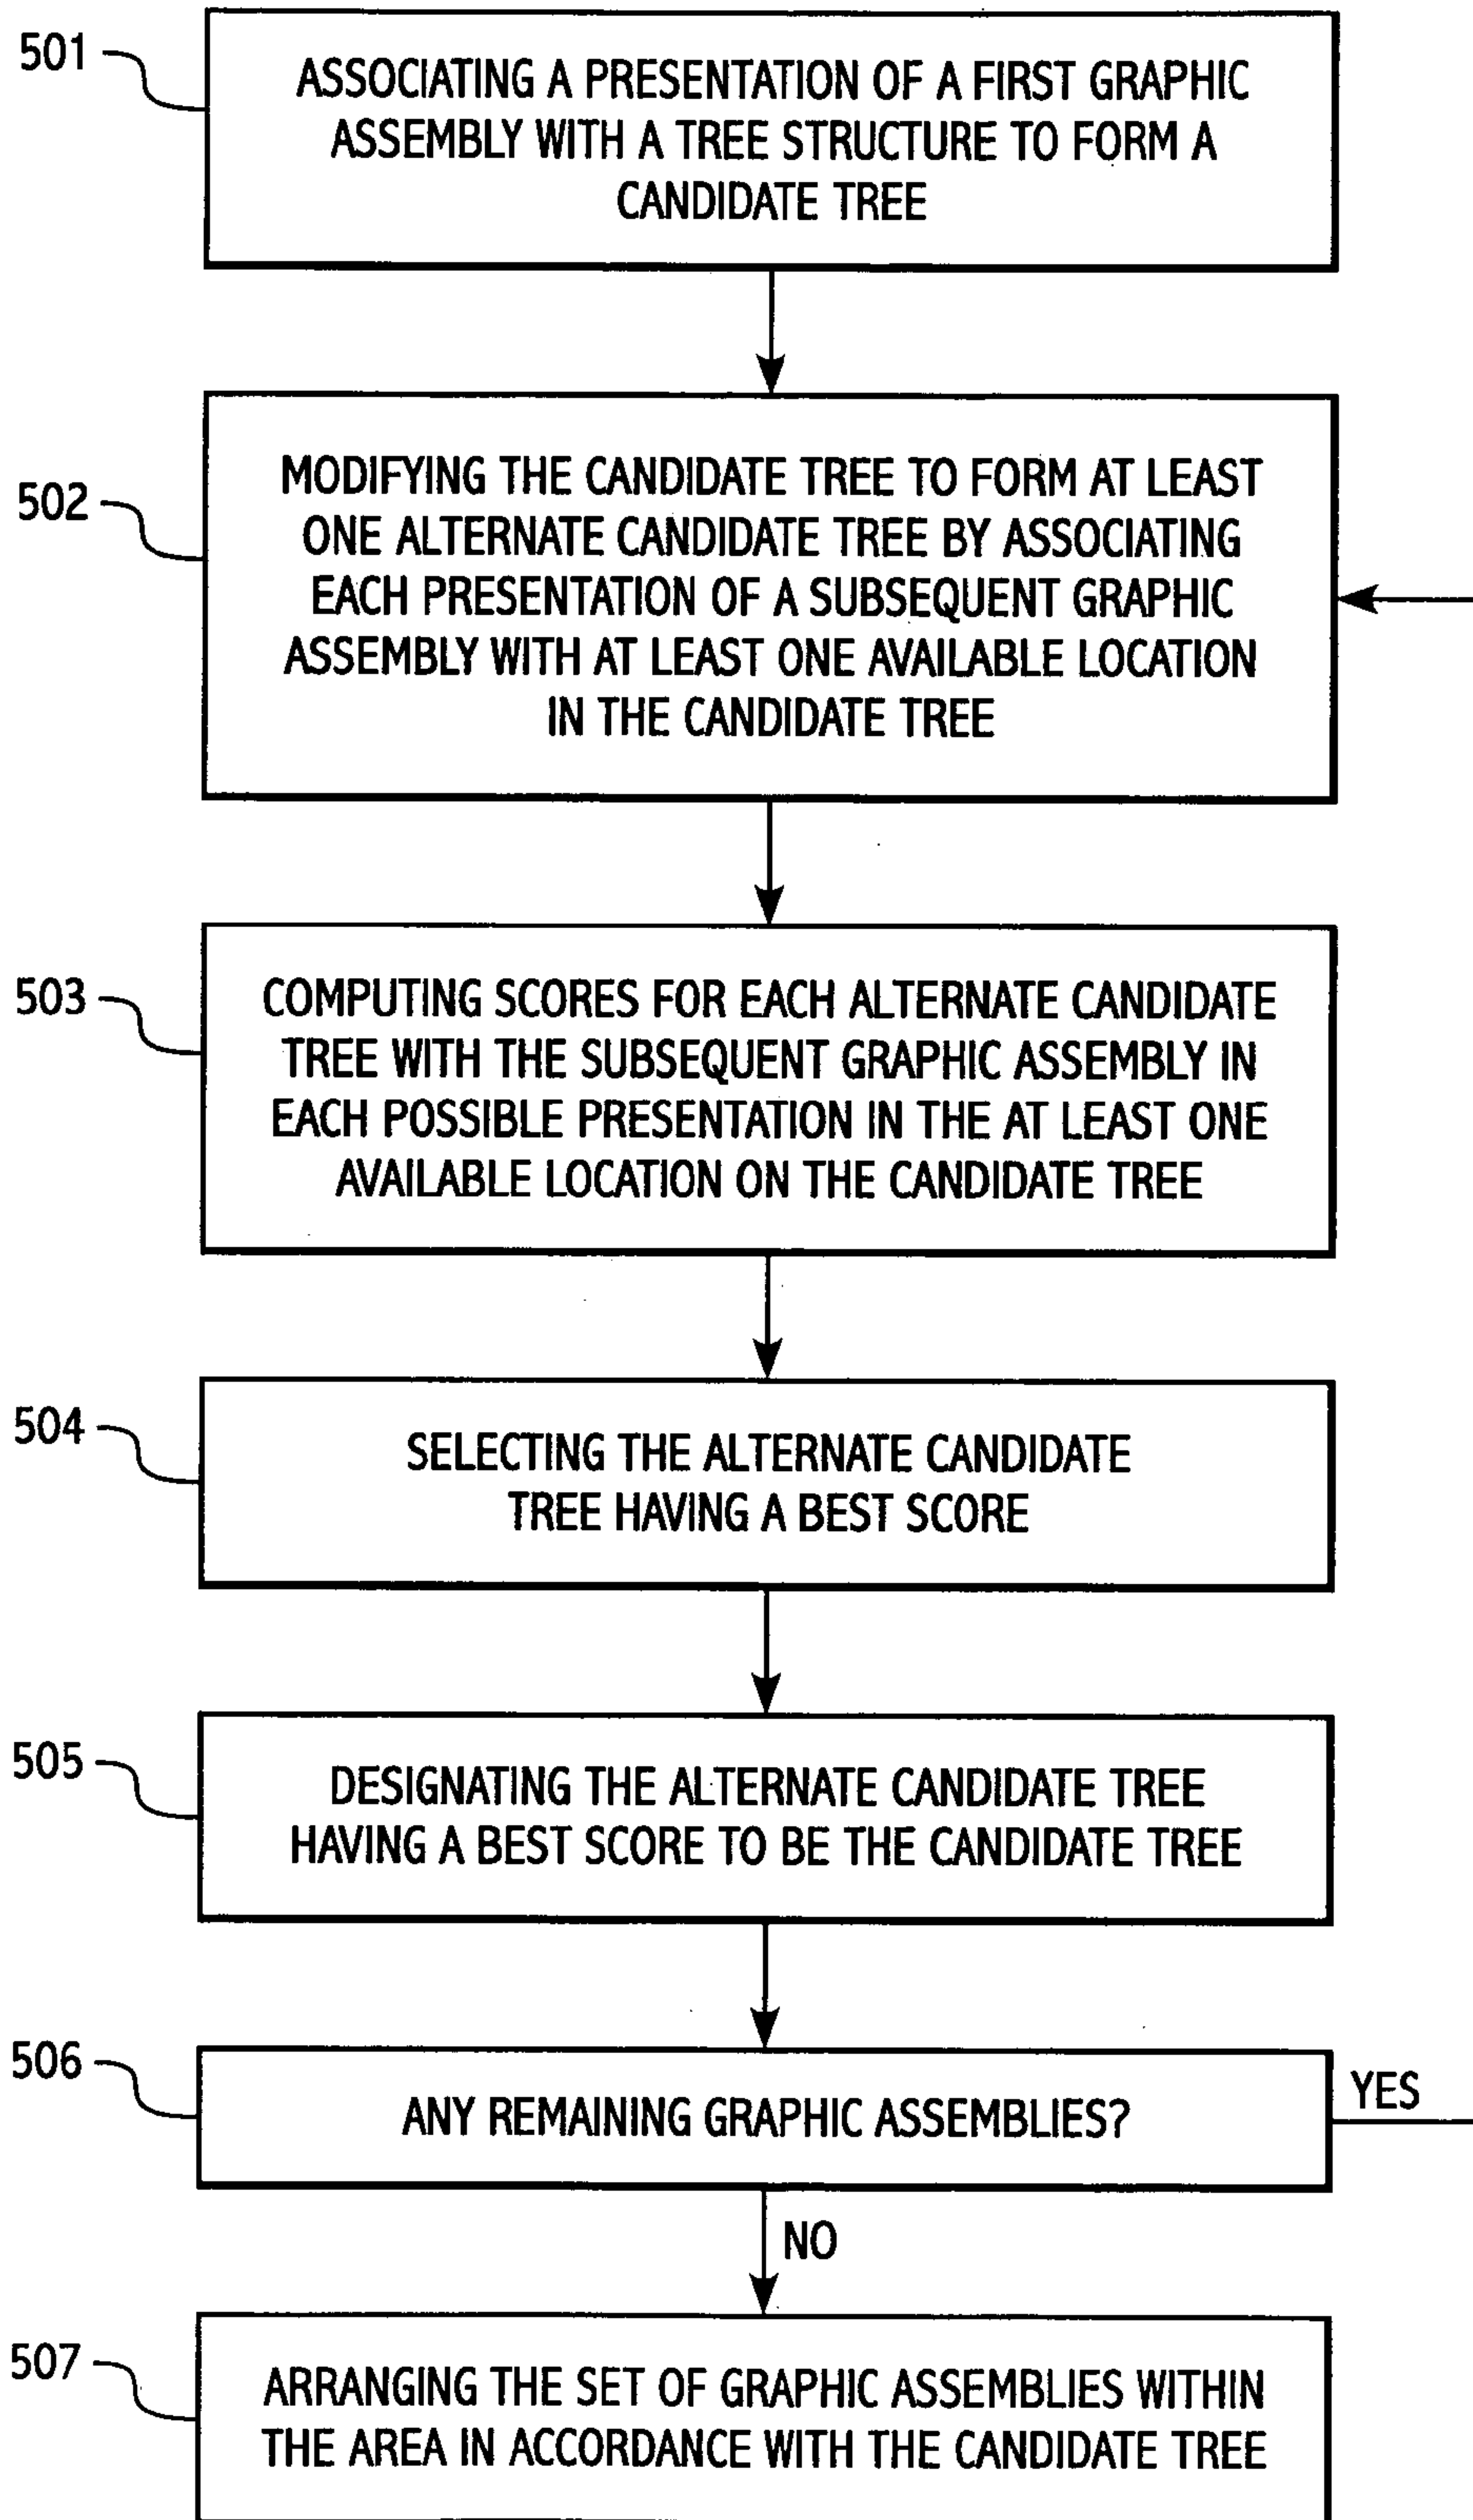 501
ASSOCIATING A PRESENTATION OF A FIRST GRAPHIC
ASSEMBLY WITH A TREE STRUCTURE TO FORM A
CANDIDATE TREE
502
MODIFYING THE CANDIDATE TREE TO FORM AT LEAST
ONE ALTERNATE CANDIDATE TREE BY ASSOCIATING
EACH PRESENTATION OF A SUBSEQUENT GRAPHIC
ASSEMBLY WITH AT LEAST ONE AVAILABLE LOCATION
IN THE CANDIDATE TREE
503
COMPUTING SCORES FOR EACH ALTERNATE CANDIDATE
TREE WITH THE SUBSEQUENT GRAPHIC ASSEMBLY IN
EACH POSSIBLE PRESENTATION IN THE AT LEAST ONE
AVAILABLE LOCATION ON THE CANDIDATE TREE
504
SELECTING THE ALTERNATE CANDIDATE
TREE HAVING A BEST SCORE
505
DESIGNATING THE ALTERNATE CANDIDATE TREE
HAVING A BEST SCORE TO BE THE CANDIDATE TREE
506
ANY REMAINING GRAPHIC ASSEMBLIES?
YES
NO
507
ARRANGING THE SET OF GRAPHIC ASSEMBLIES WITHIN
THE AREA IN ACCORDANCE WITH THE CANDIDATE TREE